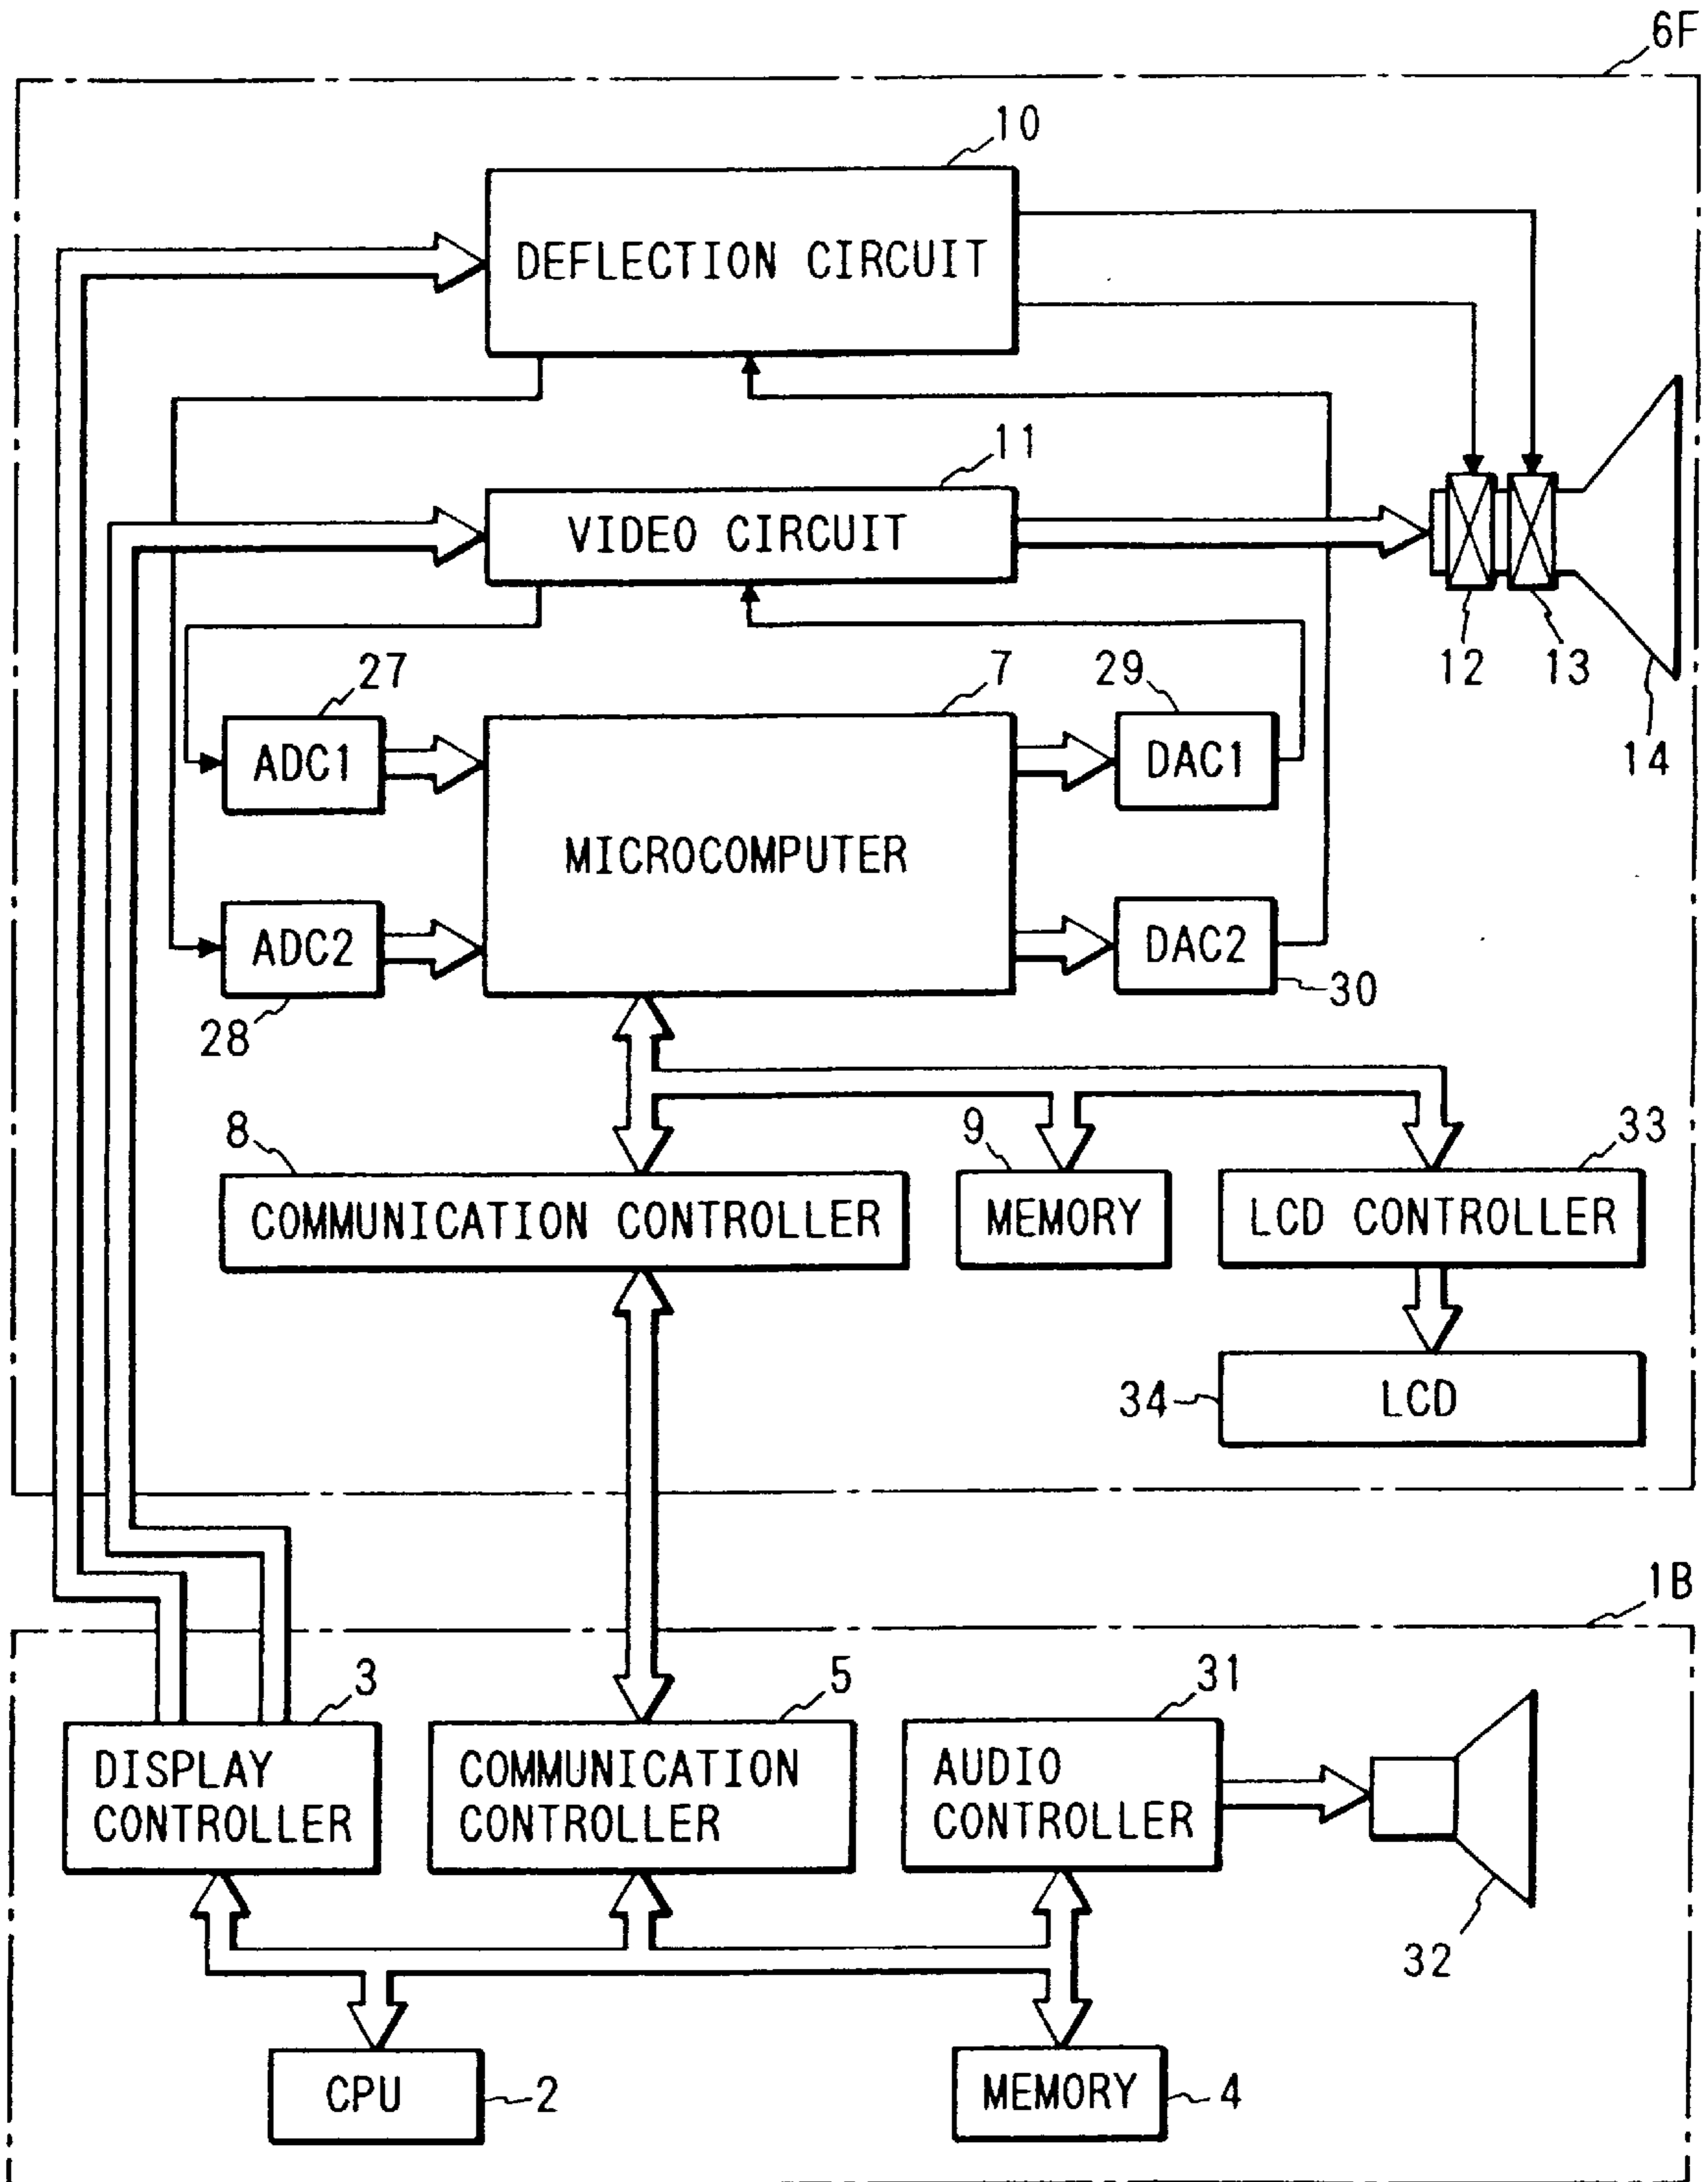 6F
10
DEFLECTION CIRCUIT
11
VIDEO CIRCUIT
12
13
14
27
7
29
ADC1
DAC1
MICROCOMPUTER
ADC2
DAC2
28
30
8
9
33
COMMUNICATION CONTROLLER
MEMORY
LCD CONTROLLER
34
LCD
1B
3
5
31
DISPLAY
CONTROLLER
COMMUNICATION
CONTROLLER
AUDIO
CONTROLLER
32
CPU
2
MEMORY
4